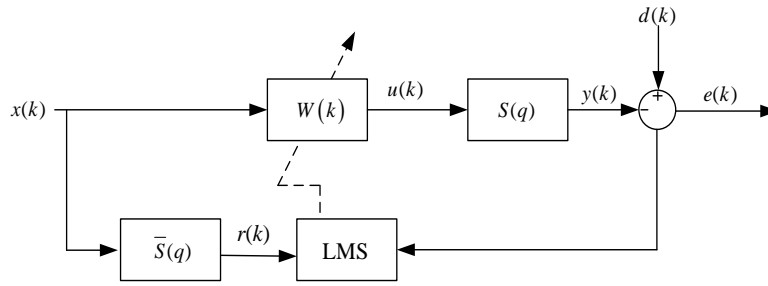 d(k)
x(k)
W(k)
u(k)
S(q)
y(k)
+
-
e(k)
S̅(q)
r(k)
LMS